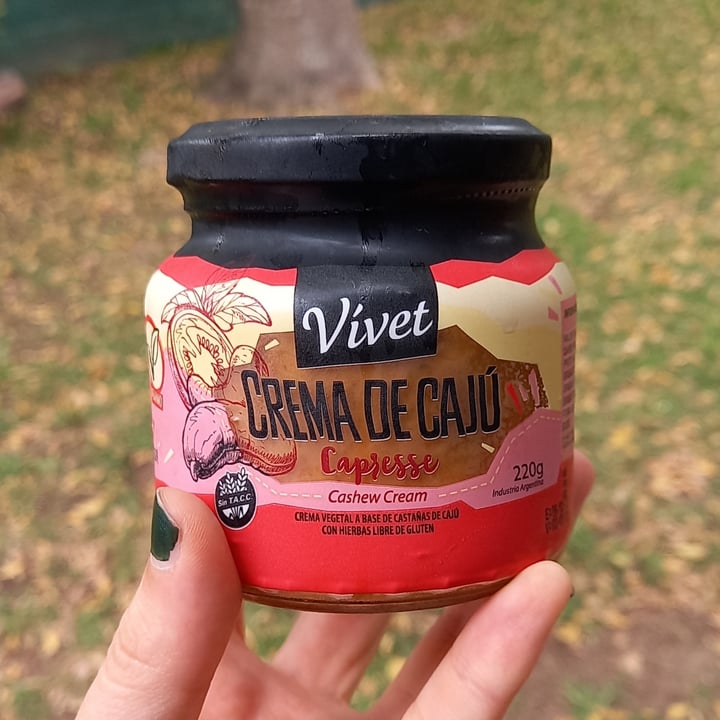 Vívet
CREMA DE CAJÚ
Capresse
Cashew Cream
220g
Industria Argentina
Sin T.A.C.C.
CREMA VEGETAL A BASE DE CASTAÑAS DE CAJÚ
CON HIERBAS LIBRE DE GLUTEN